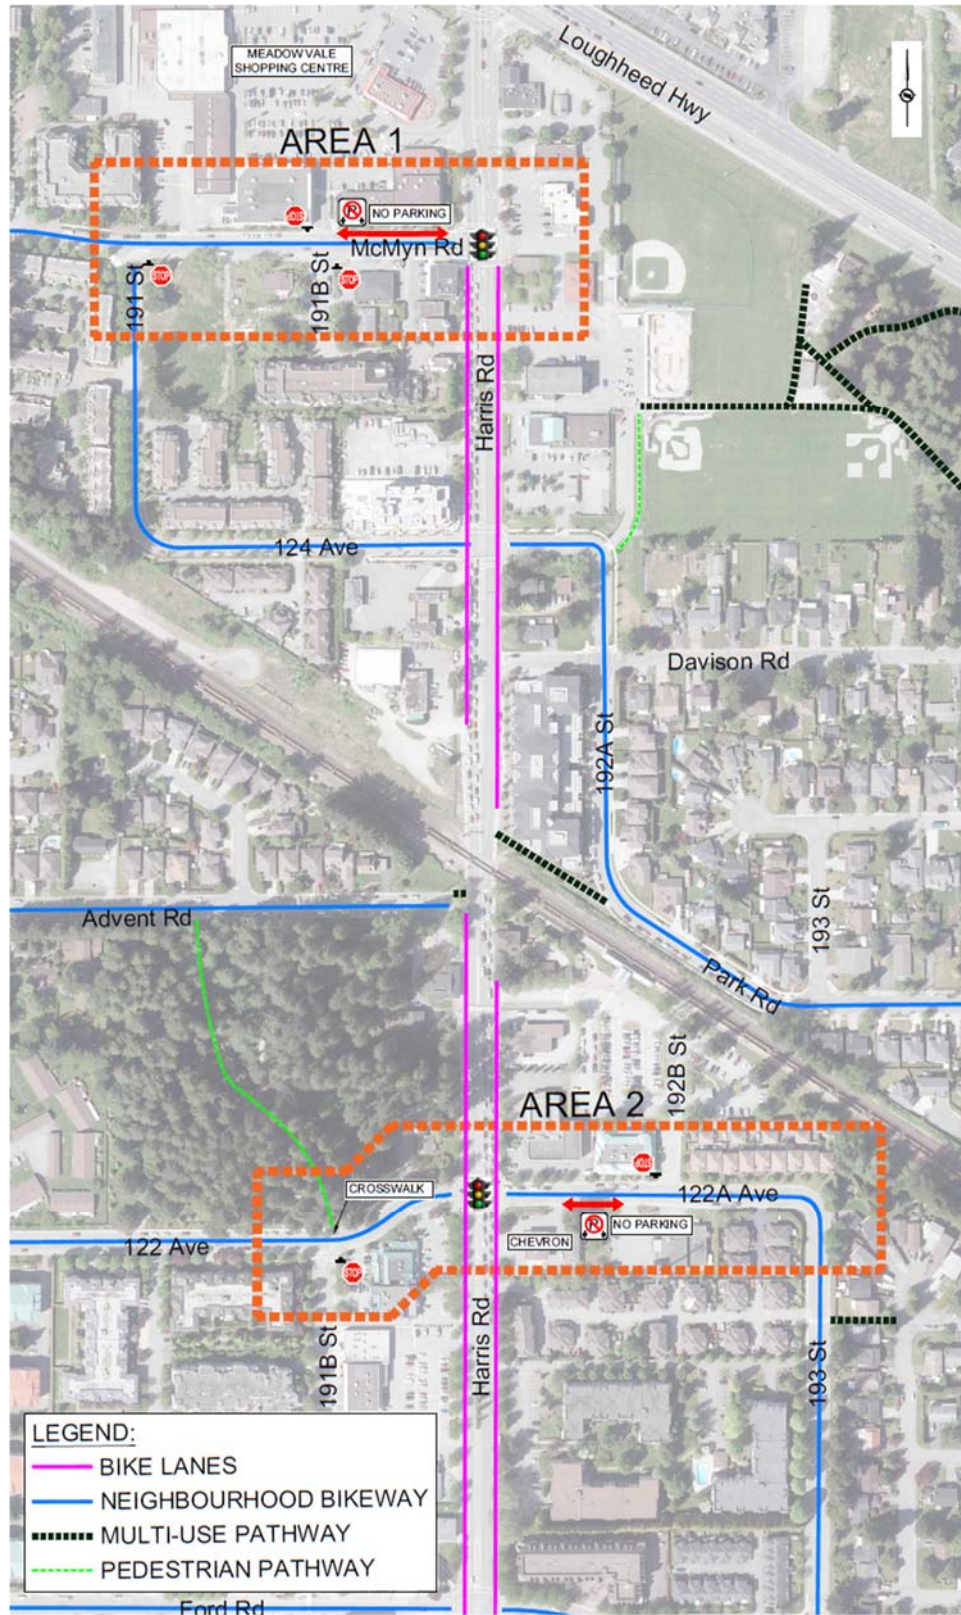 MEADOWVALE
SHOPPING CENTRE
Loughheed Hwy
AREA 1
STOP
NO PARKING
McMyn Rd
STOP
STOP
191 St
191B St
Harris Rd
124 Ave
Davison Rd
192A St
193 St
Advent Rd
Park Rd
192B St
AREA 2
STOP
CROSSWALK
122A Ave
NO PARKING
CHEVRON
122 Ave
STOP
191B St
Harris Rd
193 St
LEGEND:
BIKE LANES
NEIGHBOURHOOD BIKEWAY
MULTI-USE PATHWAY
PEDESTRIAN PATHWAY
Ford Rd